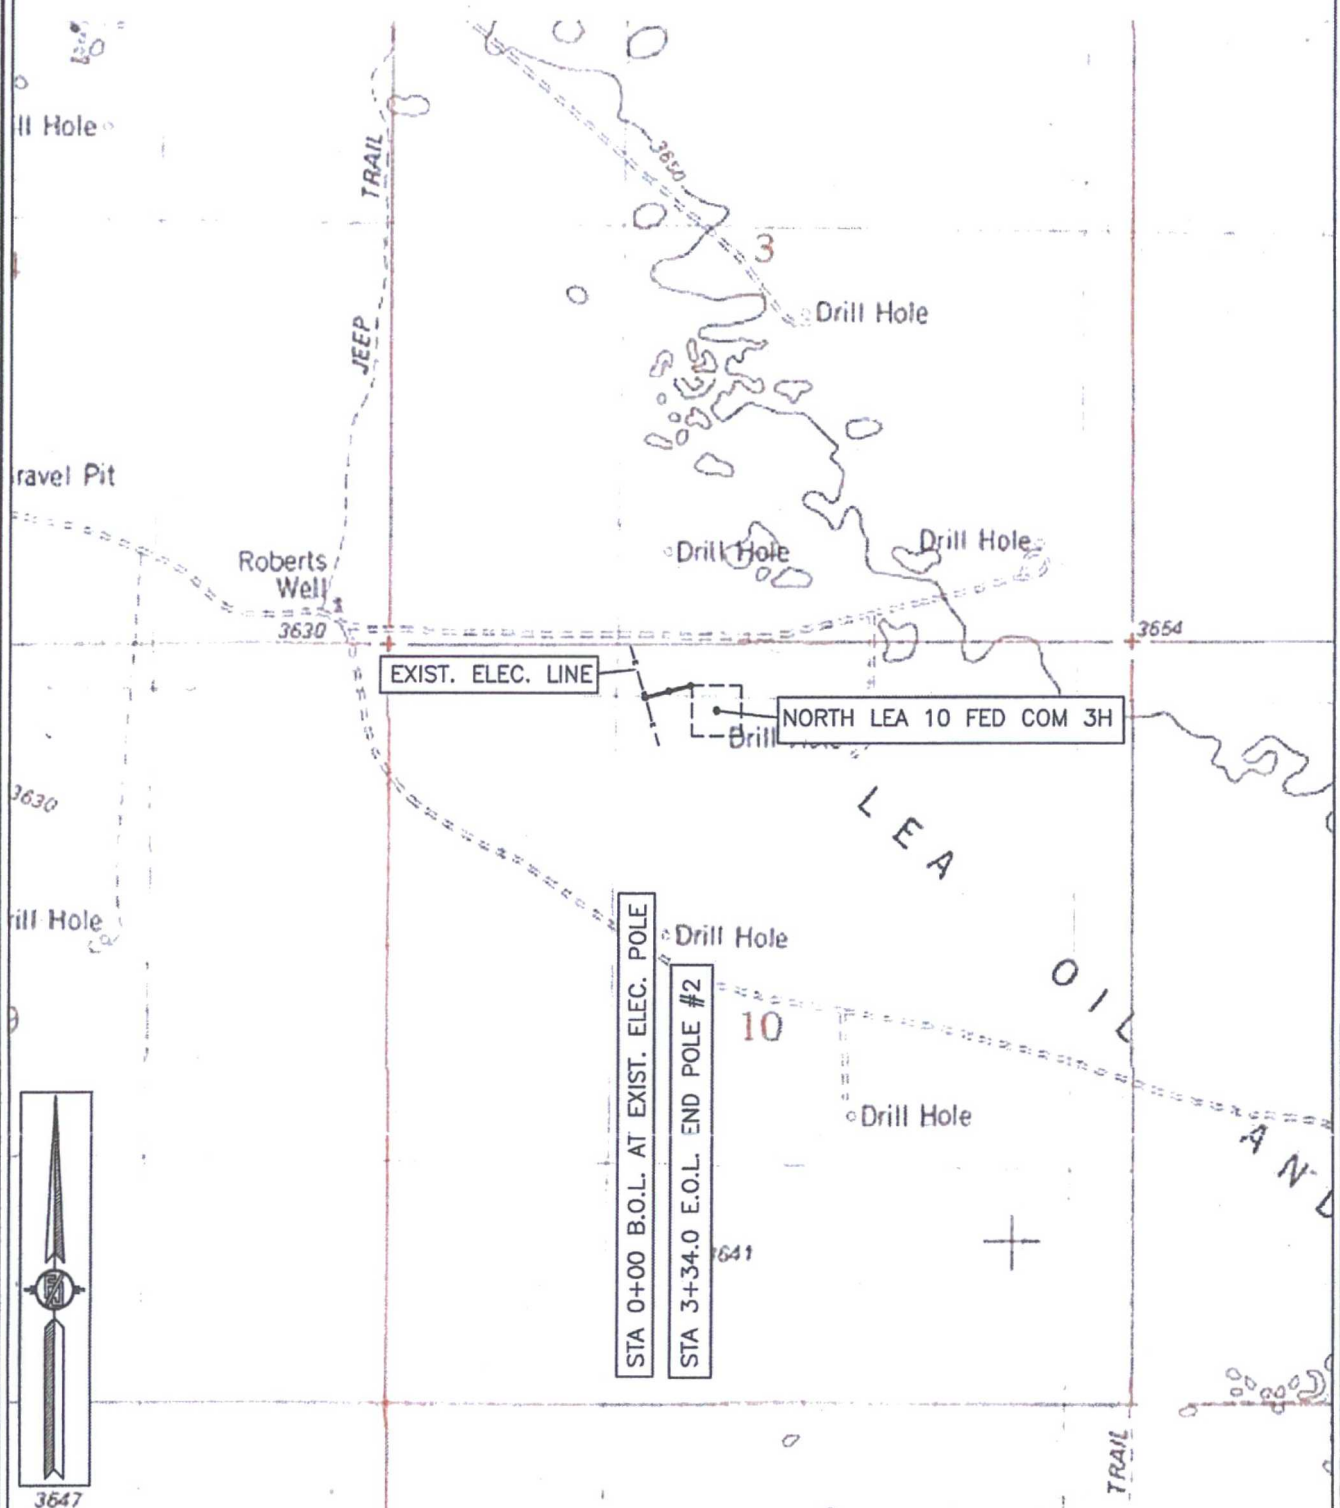 Hole
TRAIL
3650
3
Drill Hole
JEEP
ravel Pit
Drill Hole
Drill Hole
Roberts
Well
3630
3654
EXIST. ELEC. LINE
NORTH LEA 10 FED COM 3H
Drill
3630
LEA
ill Hole
Drill Hole
OIL
STA 0+00 B.O.L. AT EXIST. ELEC. POLE
STA 3+34.0 E.O.L. END POLE #2
10
Drill Hole
AND
3641
TRAIL
3647